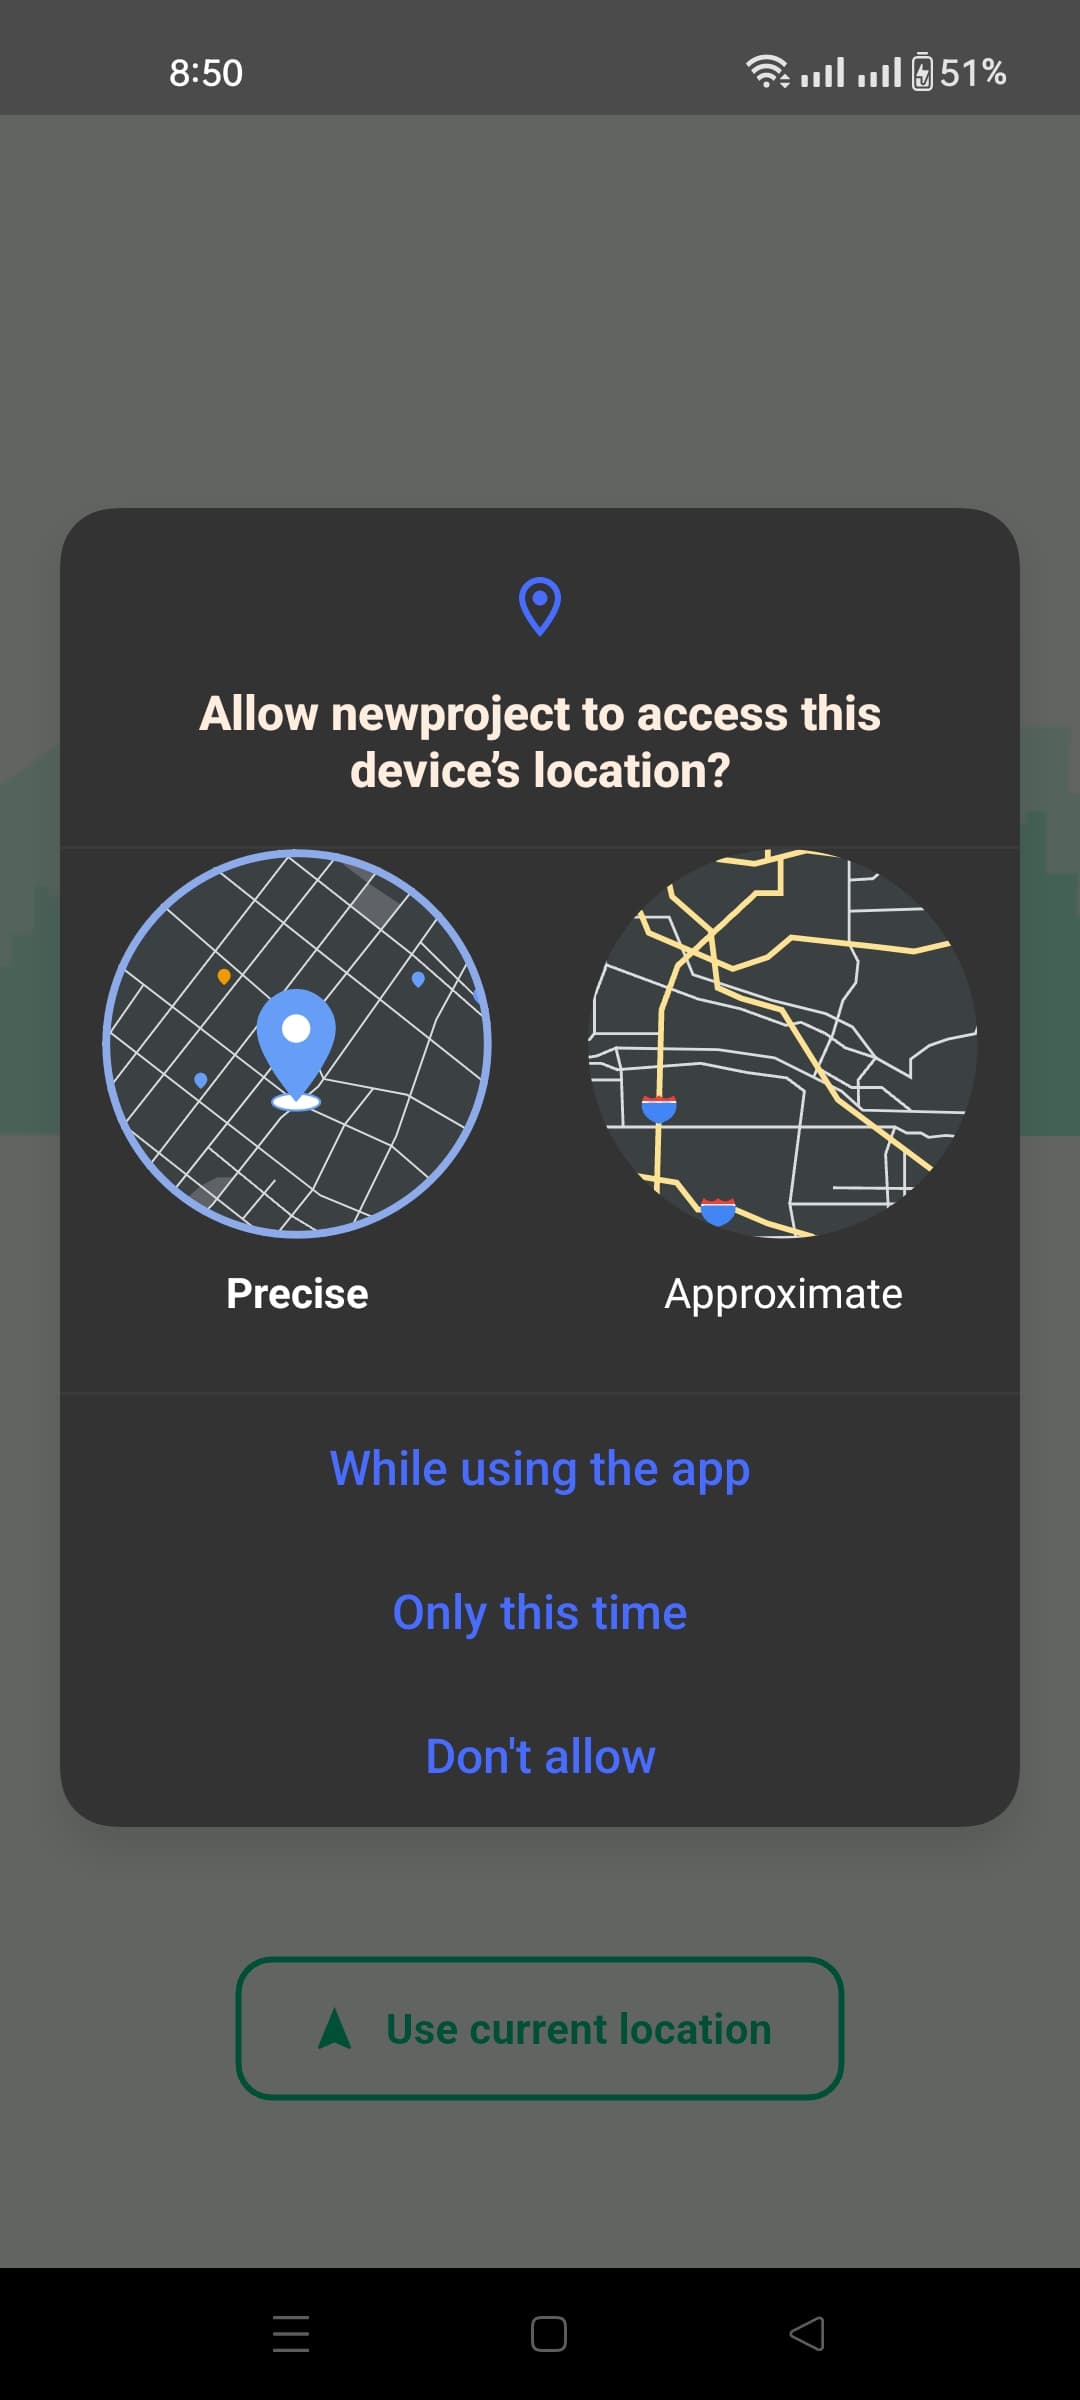 8:50
51%
Allow newproject to access this
device’s location?
Precise
Approximate
While using the app
Only this time
Don't allow
Use current location